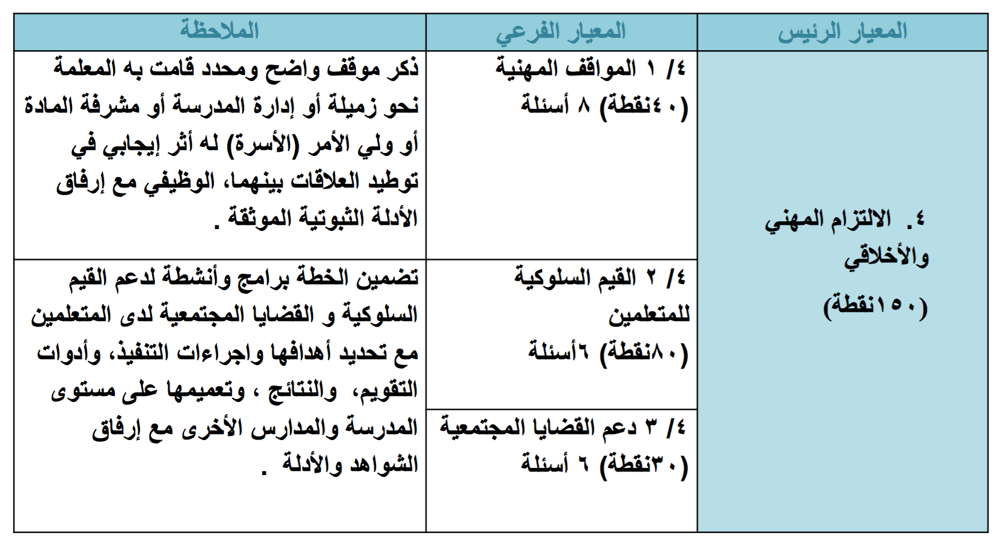 المعيار الرئيس
المعيار الفرعي
الملاحظة
٤. الالتزام المهني
والأخلاقي
(١٥٠نقطة)
٤/ ١ المواقف المهنية
(٤٠نقطة) ٨ أسئلة
ذكر موقف واضح ومحدد قامت به المعلمة
نحو زميلة أو إدارة المدرسة أو مشرفة المادة
أو ولي الأمر (الأسرة) له أثر إيجابي في
توطيد العلاقات بينهما، الوظيفي مع إرفاق
الأدلة الثبوتية الموثقة .
٤/ ٢ القيم السلوكية
للمتعلمين
(٨٠نقطة) ٦أسئلة
تضمين الخطة برامج وأنشطة لدعم القيم
السلوكية و القضايا المجتمعية لدى المتعلمين
مع تحديد أهدافها واجراءات التنفيذ، وأدوات
التقويم، والنتائج ، وتعميمها على مستوى
المدرسة والمدارس الأخرى مع إرفاق
الشواهد والأدلة .
٤/ ٣ دعم القضايا المجتمعية
(٣٠نقطة) ٦ أسئلة